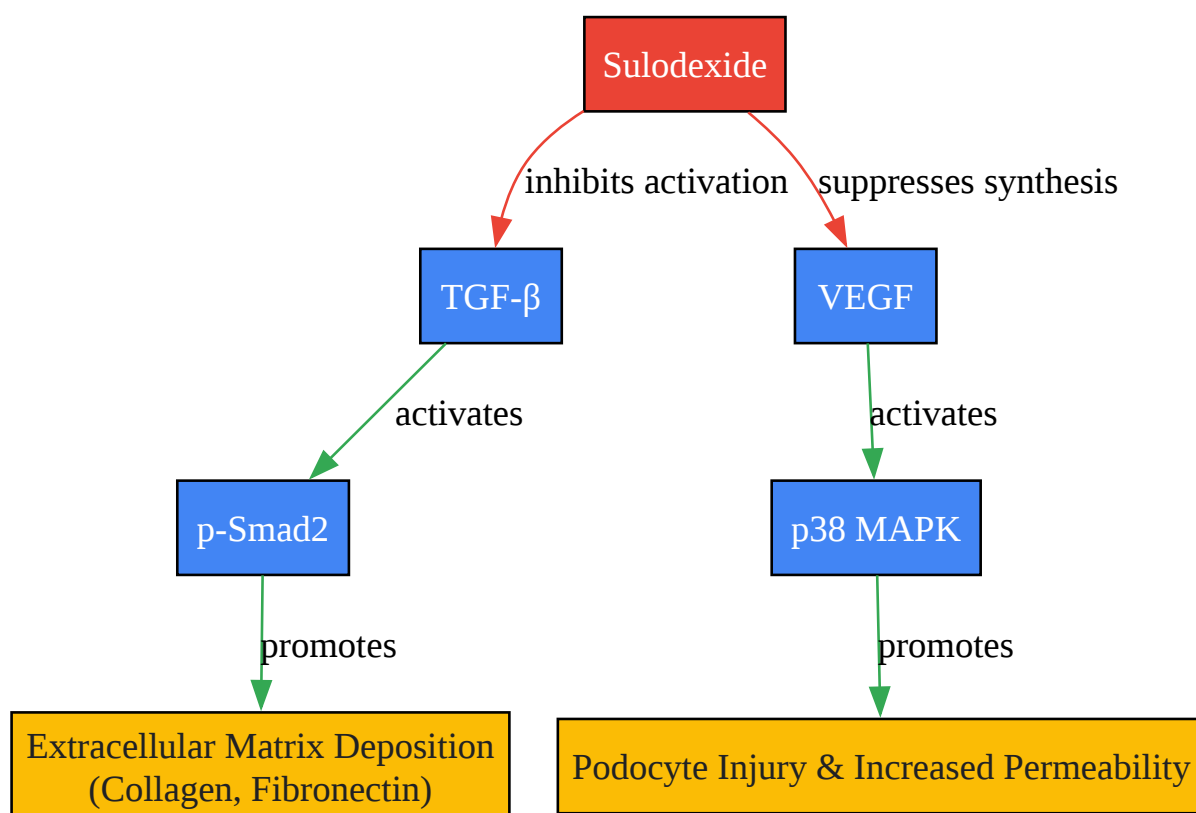 Sulodexide
inhibits activation
suppresses synthesis
TGF-β
VEGF
activates
activates
p-Smad2
p38 MAPK
promotes
promotes
Extracellular Matrix Deposition
(Collagen, Fibronectin)
Podocyte Injury & Increased Permeability